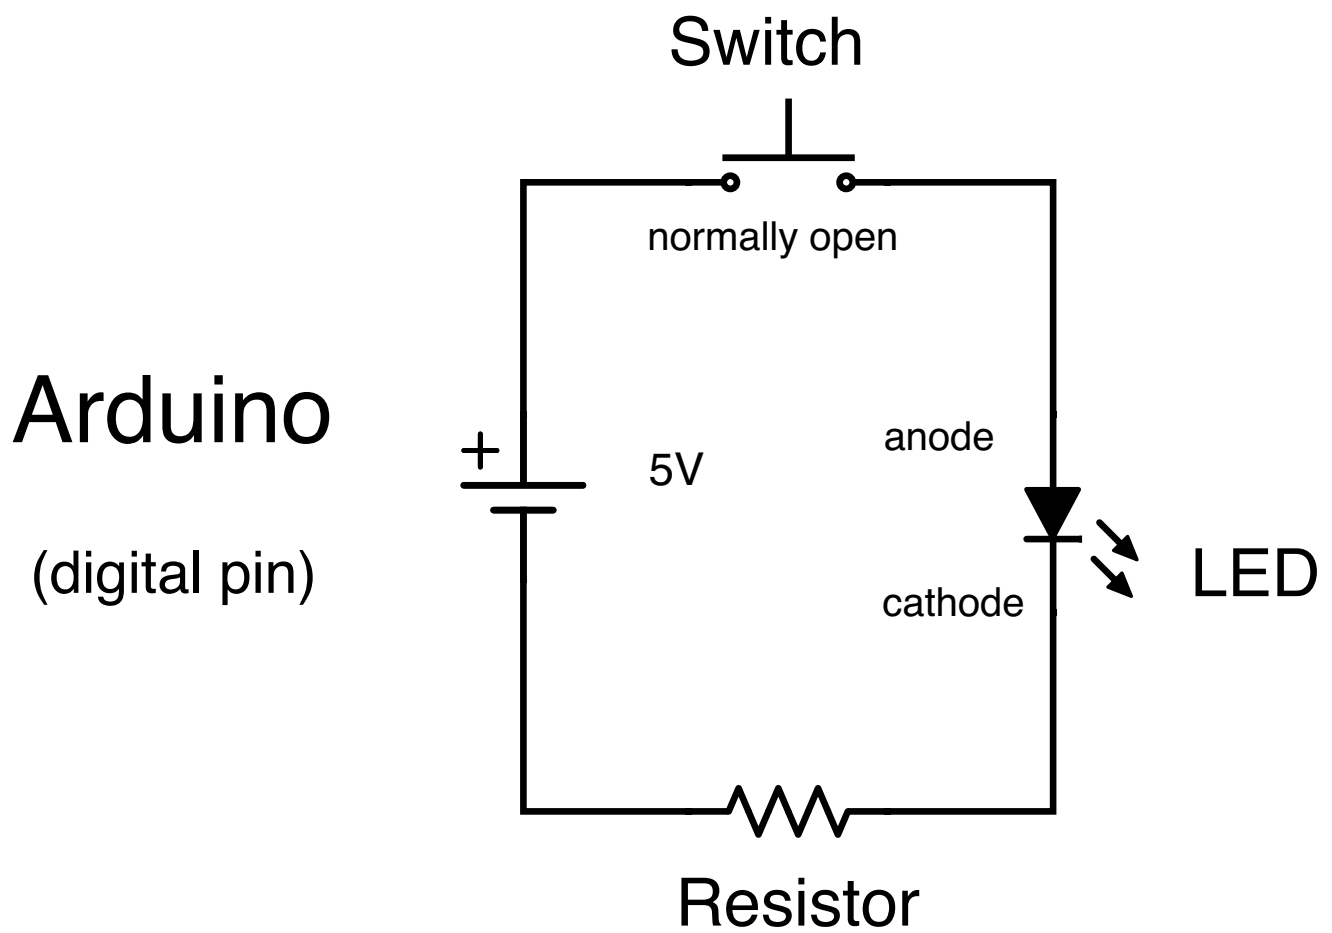 Switch
normally open
Arduino
anode
+
5V
(digital pin)
LED
cathode
Resistor